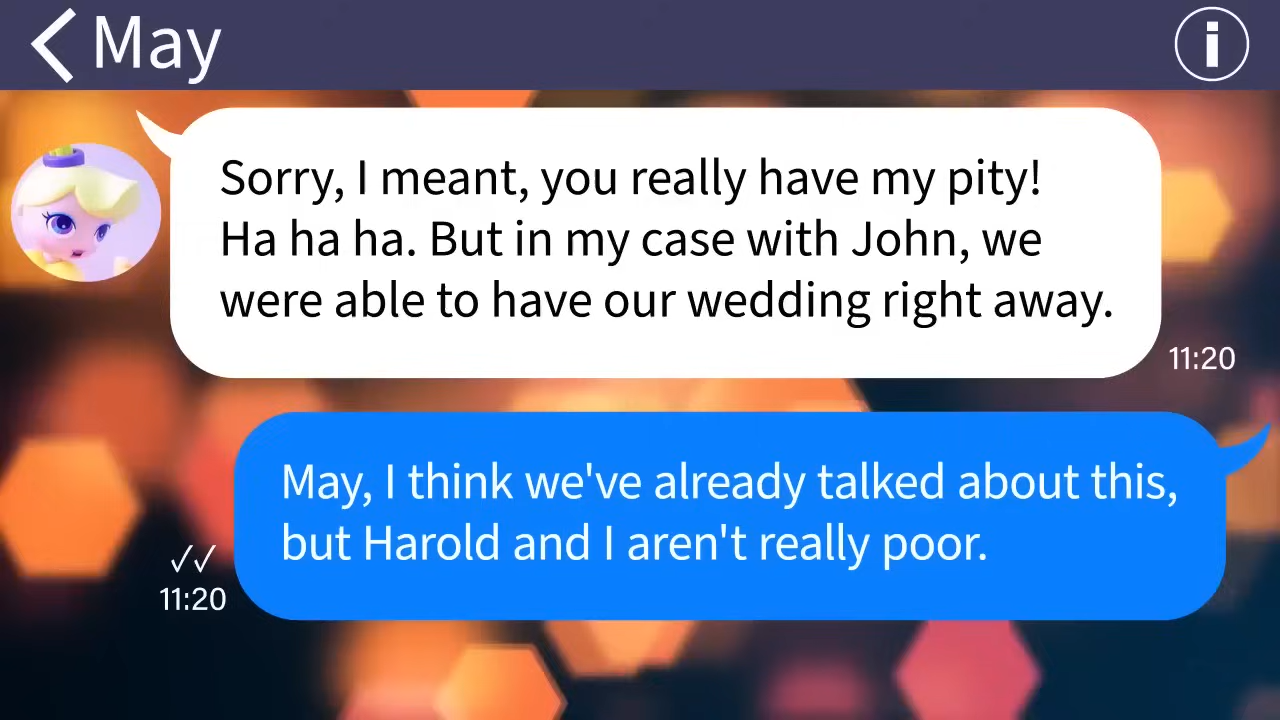 May
Sorry, I meant, you really have my pity!
Ha ha ha. But in my case with John, we
were able to have our wedding right away.
11:20
May, I think we've already talked about this,
but Harold and I aren't really poor.
11:20